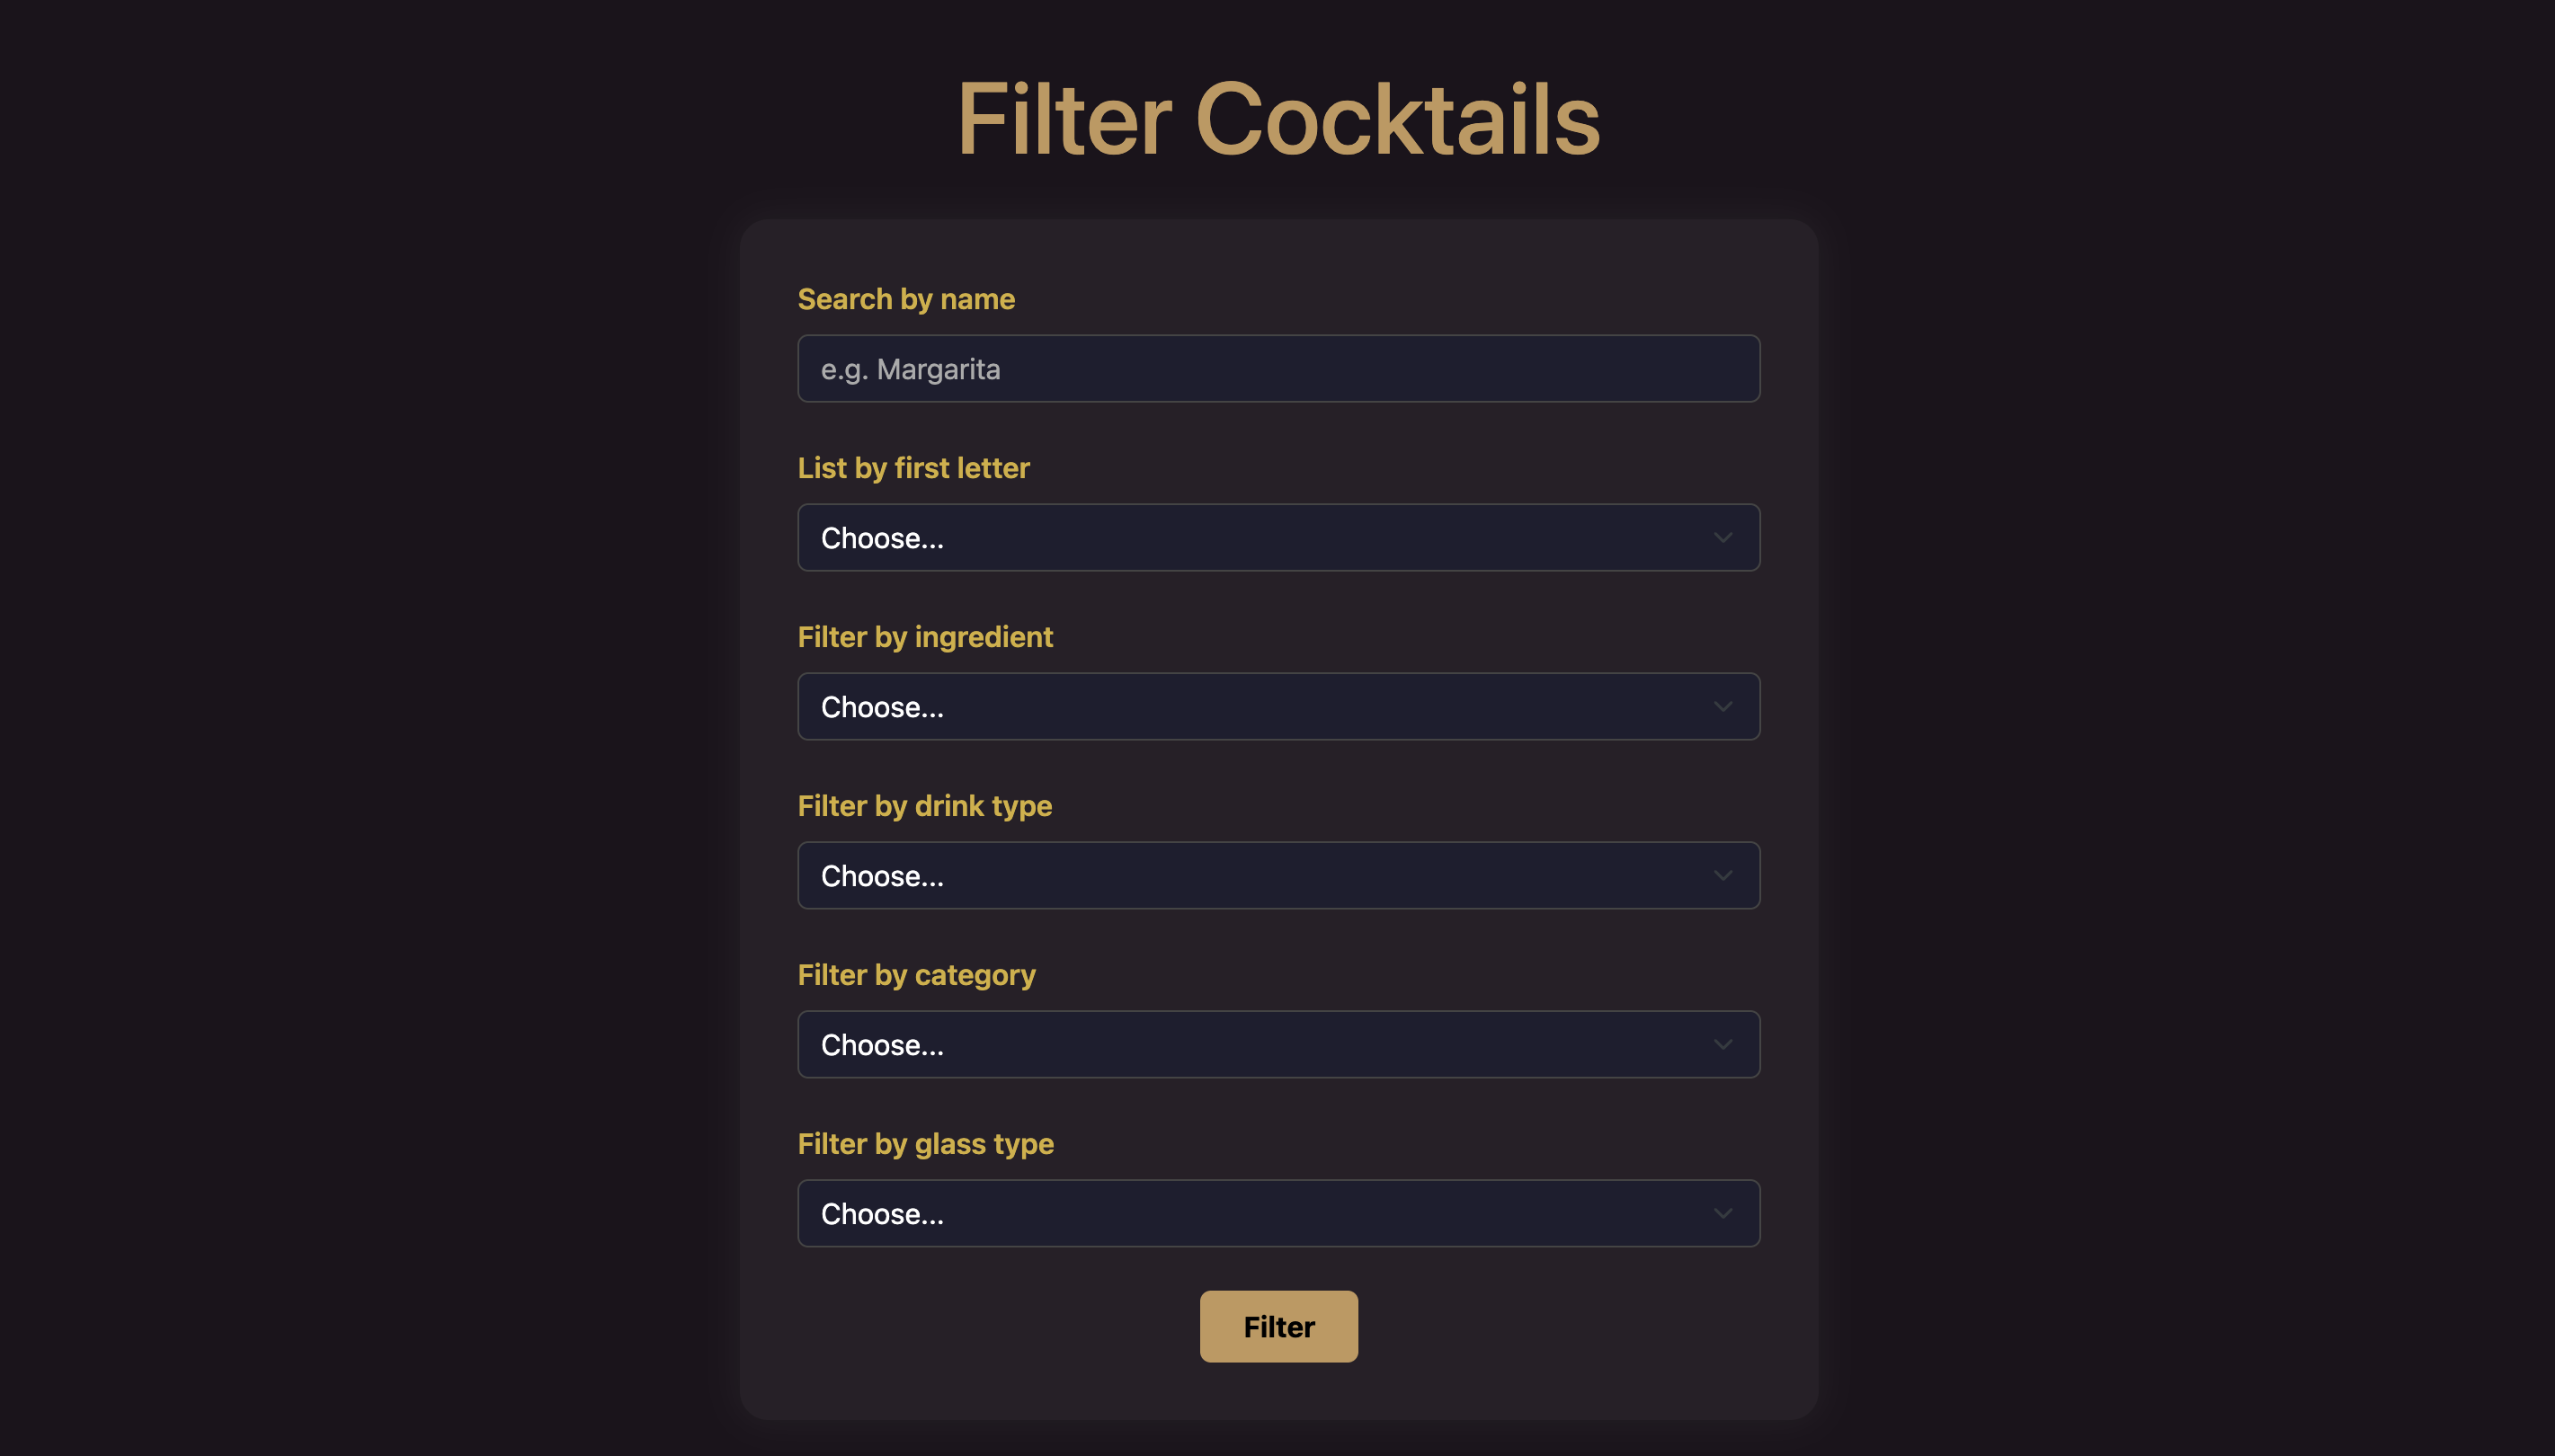 Filter Cocktails
Search by name
e.g. Margarita
List by first letter
Choose...
Filter by ingredient
Choose...
Filter by drink type
Choose...
Filter by category
Choose...
Filter by glass type
Choose...
Filter